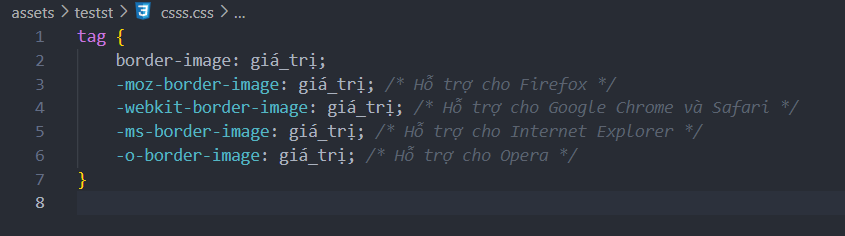 assets > testst > csss.css > ...
1 tag {
2 border-image: giá_trị;
3 -moz-border-image: giá_trị; /* Hỗ trợ cho Firefox */
4 -webkit-border-image: giá_trị; /* Hỗ trợ cho Google Chrome và Safari */
5 -ms-border-image: giá_trị; /* Hỗ trợ cho Internet Explorer */
6 -o-border-image: giá_trị; /* Hỗ trợ cho Opera */
7 }
8